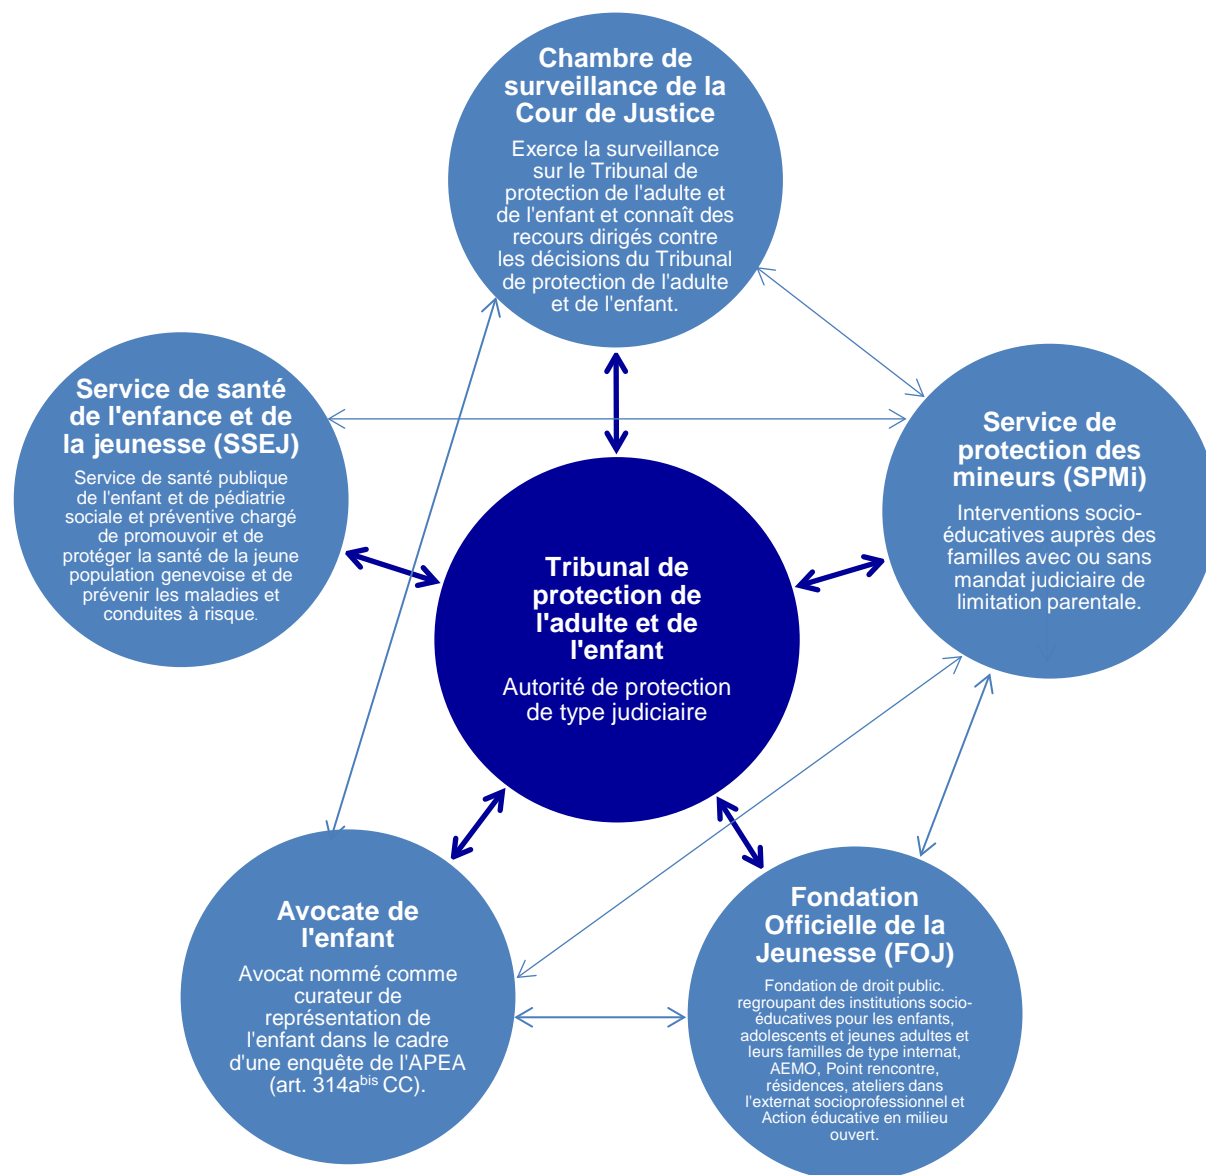 Chambre de
surveillance de la
Cour de Justice
Exerce la surveillance
sur le Tribunal de
protection de l'adulte et
de l'enfant et connaît des
recours dirigés contre
les décisions du Tribunal
de protection de l'adulte
et de l'enfant.
Service de santé
de l'enfance et de
la jeunesse (SSEJ)
Service de santé publique
de l'enfant et de pédiatrie
sociale et préventive chargé
de promouvoir et de
protéger la santé de la jeune
population genevoise et de
prévenir les maladies et
conduites à risque.
Service de
protection des
mineurs (SPMi)
Interventions socio-
éducatives auprès des
familles avec ou sans
mandat judiciaire de
limitation parentale.
Tribunal de
protection de
l'adulte et de
l'enfant
Autorité de protection
de type judiciaire
Avocate de
l'enfant
Avocat nommé comme
curateur de
représentation de
l'enfant dans le cadre
d'une enquête de l'APEA
(art. 314a^bis CC).
Fondation
Officielle de la
Jeunesse (FOJ)
Fondation de droit public.
regroupant des institutions socio-
éducatives pour les enfants,
adolescents et jeunes adultes et
leurs familles de type internat,
AEMO, Point rencontre,
résidences, ateliers dans
l'externat socioprofessionnel et
Action éducative en milieu
ouvert.